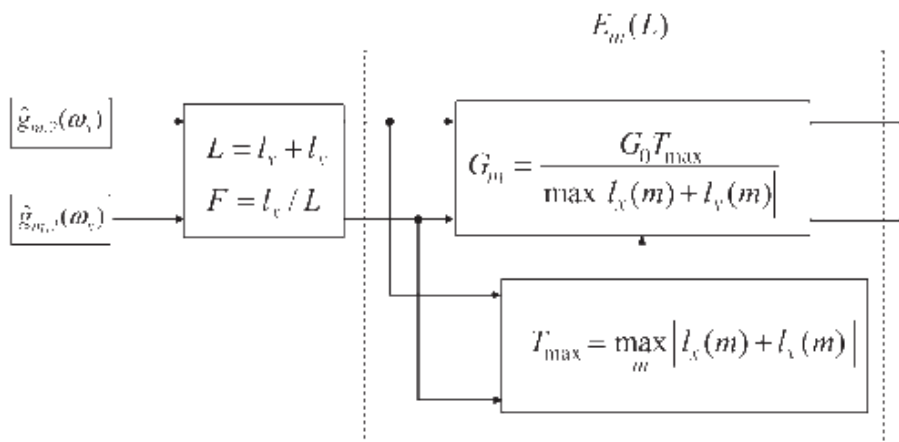 E_m(L)
ĝ_{m,?}(ω_x)
L = l_x + l_y
G_m = G_0 T_max / max l_x(m) + l_y(m)|
F = l_x / L
ĝ_{m,?}(ω_y)
T_max = max_m |l_x(m) + l_y(m)|